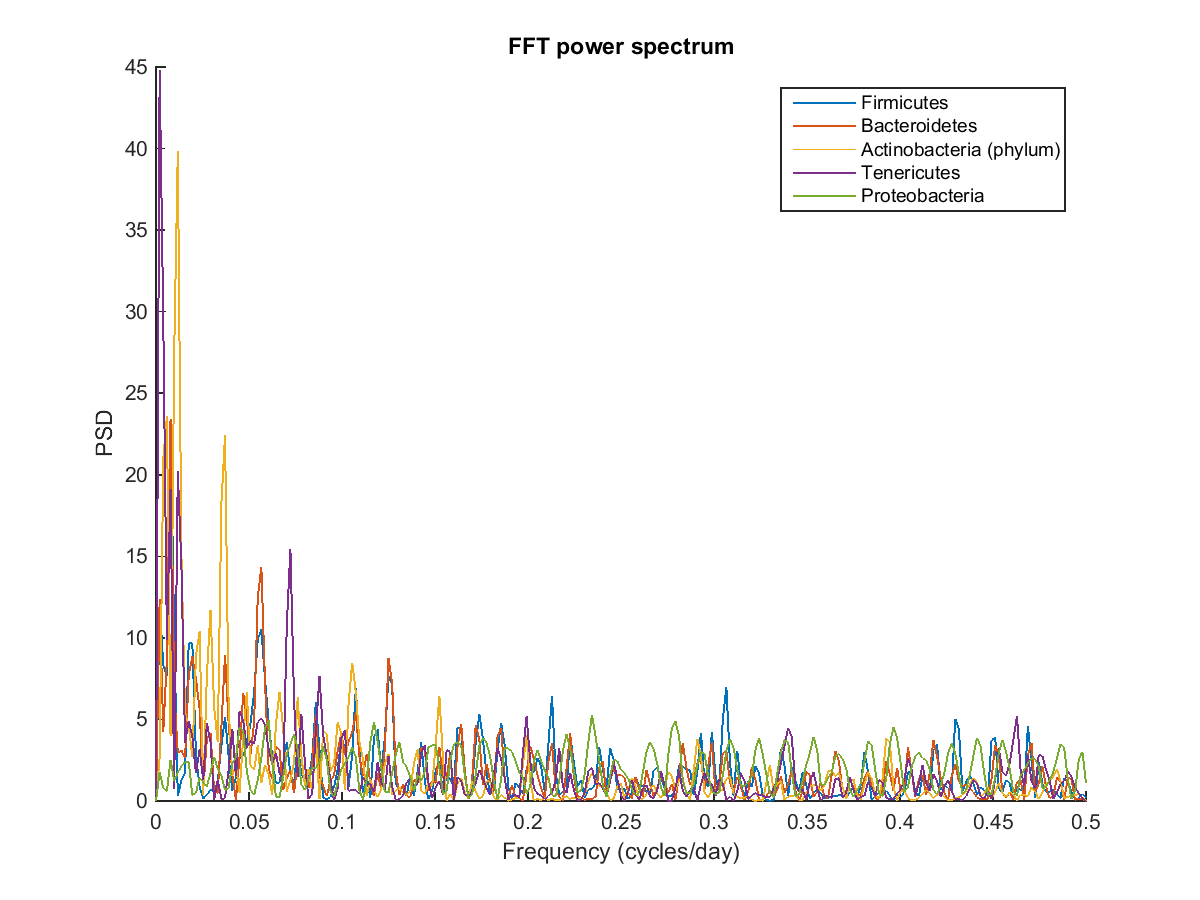 FFT power spectrum
Firmicutes
Bacteroidetes
Actinobacteria (phylum)
Tenericutes
Proteobacteria
45
40
35
30
25
20
15
10
5
0
PSD
0 0.05 0.1 0.15 0.2 0.25 0.3 0.35 0.4 0.45 0.5
Frequency (cycles/day)